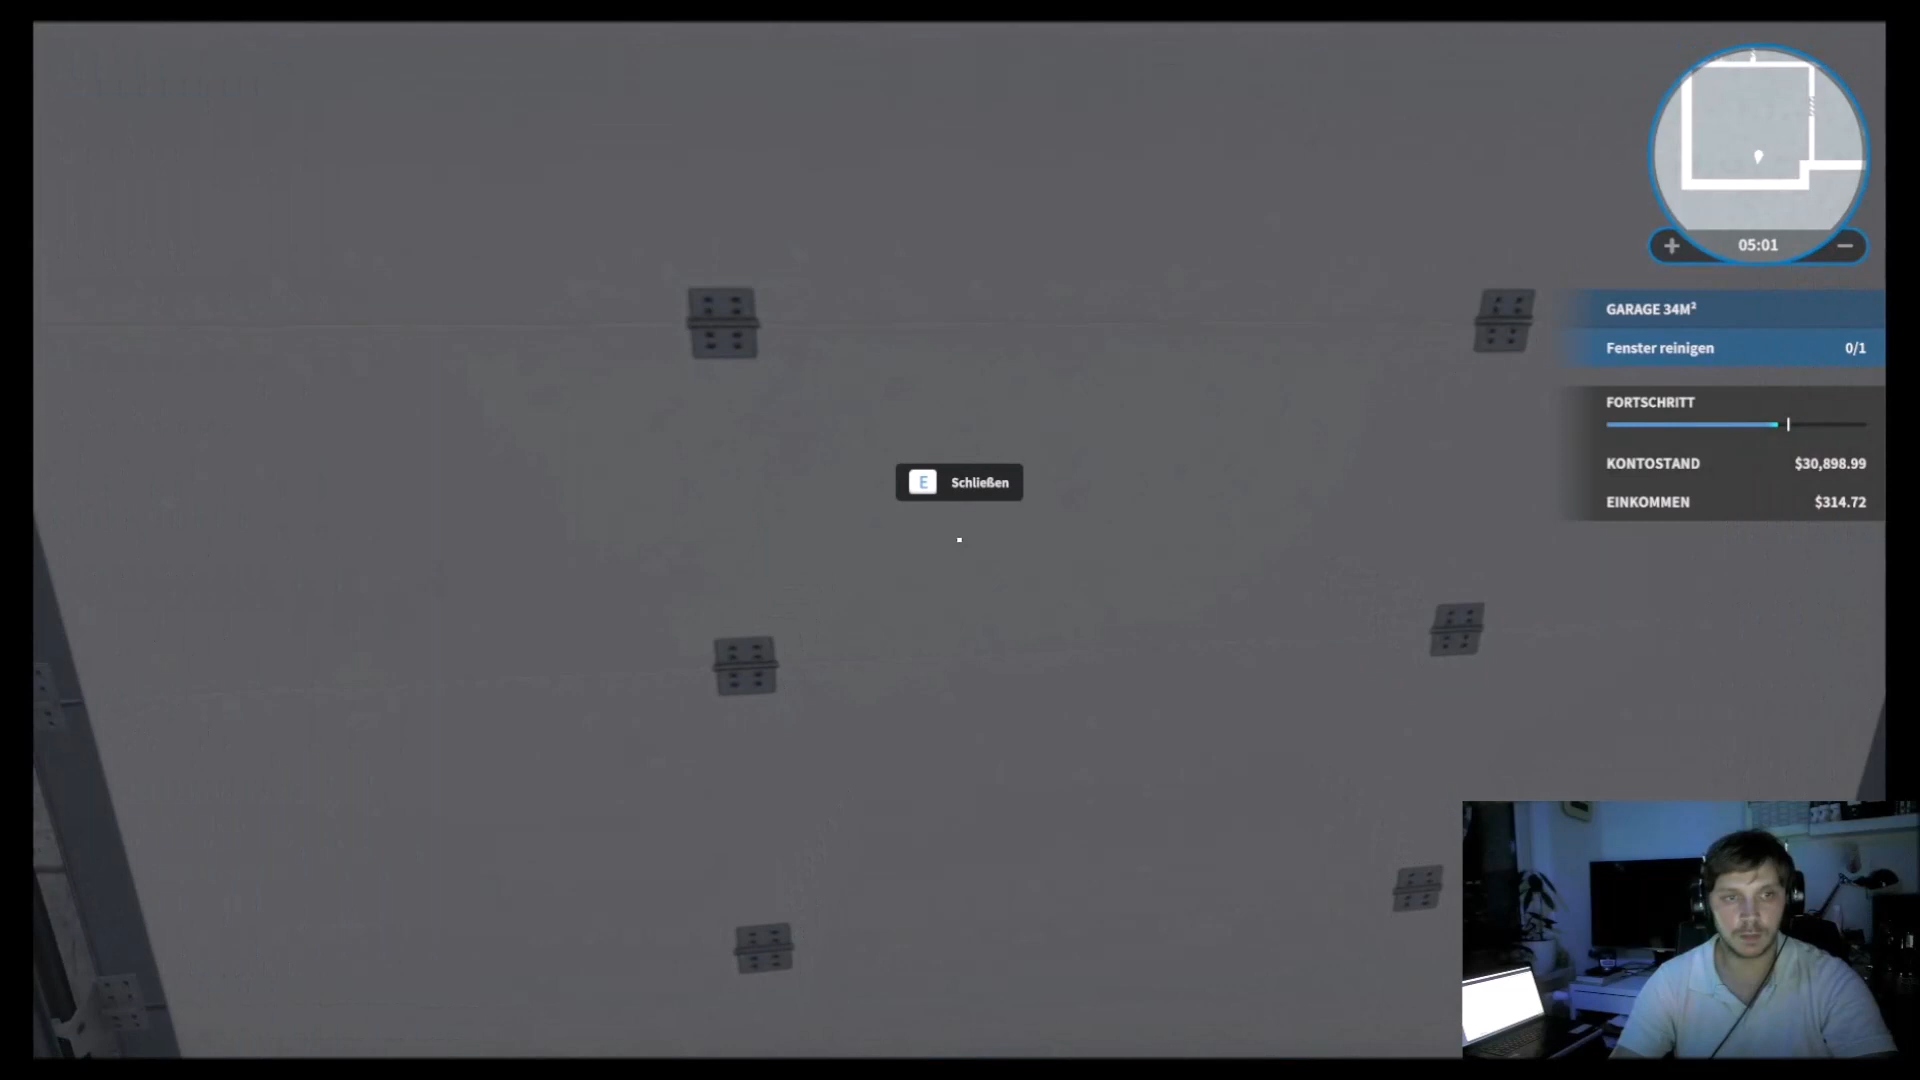 05:01
GARAGE 34M²
Fenster reinigen 0/1
FORTSCHRITT
KONTOSTAND $30,898.99
EINKOMMEN $314.72
E Schließen